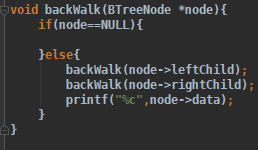 void backWalk(BTreeNode *node){
    if(node==NULL){

    }else{
        backWalk(node->leftChild);
        backWalk(node->rightChild);
        printf("%c",node->data);
    }
}